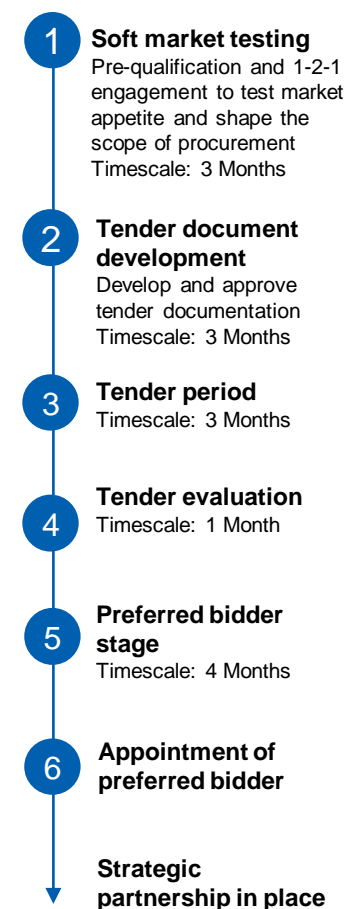 1
Soft market testing
Pre-qualification and 1-2-1
engagement to test market
appetite and shape the
scope of procurement
Timescale: 3 Months
2
Tender document
development
Develop and approve
tender documentation
Timescale: 3 Months
3
Tender period
Timescale: 3 Months
4
Tender evaluation
Timescale: 1 Month
5
Preferred bidder
stage
Timescale: 4 Months
6
Appointment of
preferred bidder
Strategic
partnership in place